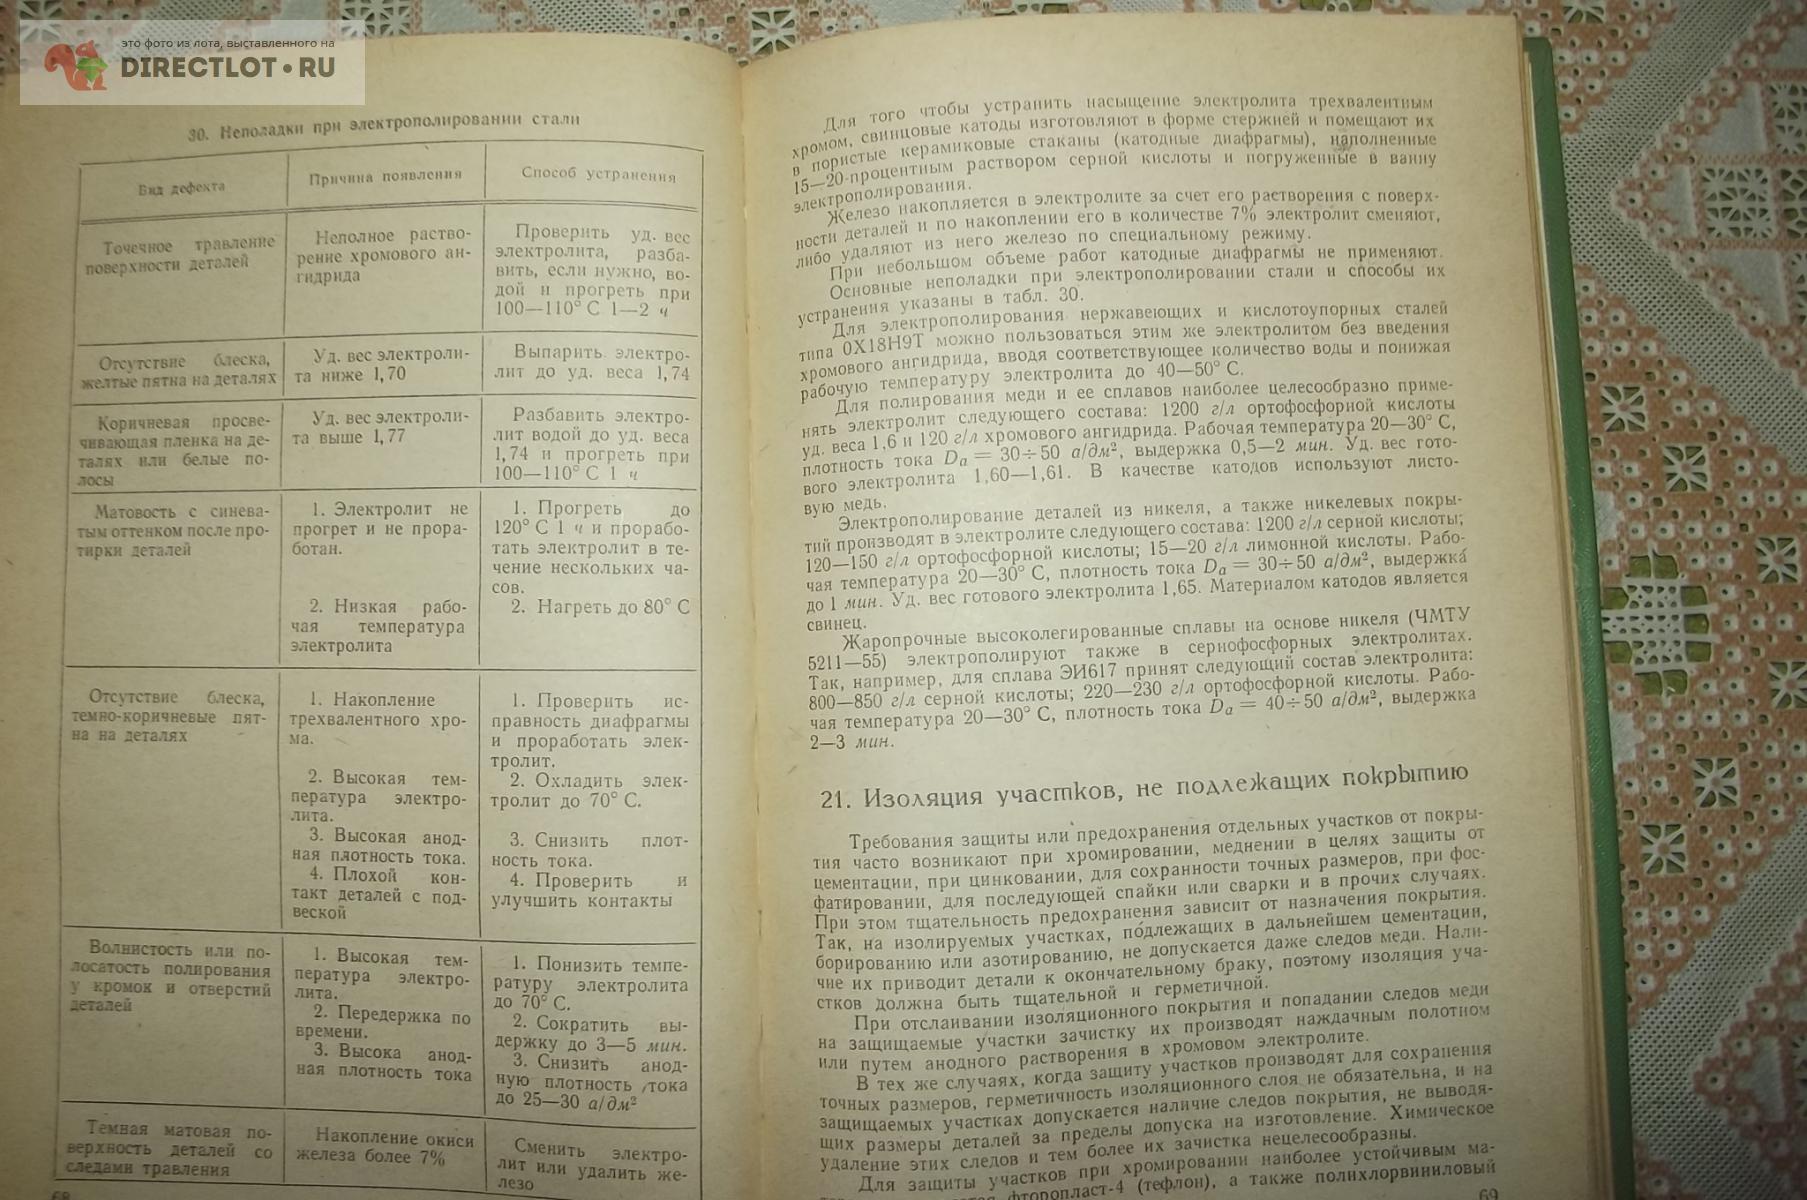 это фото из лота, выставленного на
DIRECTLOT•RU
30. Неполадки при электрополировании стали
Вид дефекта
Причина появления
Способ устранения
Точечное травление
поверхности деталей
Неполное раство-
рение хромового ан-
гидрида
Проверить уд. вес
электролита, разба-
вить, если нужно, во-
дой и прогреть при
100—110° С 1—2 ч
Отсутствие блеска,
желтые пятна на деталях
Уд. вес электроли-
та ниже 1,70
Выпарить электро-
лит до уд. веса 1,74
Коричневая просве-
чивающая пленка на де-
талях или белые по-
лосы
Уд. вес электроли-
та выше 1,77
Разбавить электро-
лит водой до уд. веса
1,74 и прогреть при
100—110° С 1 ч
Матовость с синева-
тым оттенком после про-
тирки деталей
1. Электролит не
прогрет и не прора-
ботан.
2. Низкая рабо-
чая температура
электролита
1. Прогреть до
120° С 1 ч и прорабо-
тать электролит в те-
чение нескольких ча-
сов.
2. Нагреть до 80° С
Отсутствие блеска,
темно-коричневые пят-
на на деталях
1. Накопление
трехвалентного хро-
ма.
2. Высокая тем-
пература электро-
лита.
3. Высокая анод-
ная плотность тока.
4. Плохой кон-
такт деталей с под-
веской
1. Проверить ис-
правность диафрагмы
и проработать элек-
тролит.
2. Охладить элек-
тролит до 70° С.
3. Снизить плот-
ность тока.
4. Проверить и
улучшить контакты
Волнистость или по-
лосатость полирования
у кромок и отверстий
деталей
1. Высокая тем-
пература электро-
лита.
2. Передержка по
времени.
3. Высока анод-
ная плотность тока
1. Понизить темпе-
ратуру электролита
до 70° С.
2. Сократить вы-
держку до 3—5 мин.
3. Снизить анод-
ную плотность тока
до 25—30 а/дм²
Темная матовая по-
верхность деталей со
следами травления
Накопление окиси
железа более 7%
Сменить электро-
лит или удалить же-
лезо
68
Для того чтобы устранить насыщение электролита трехвалентным
хромом, свинцовые катоды изготовляют в форме стержней и помещают их
в пористые керамиковые стаканы (катодные диафрагмы), наполненные
15—20-процентным раствором серной кислоты и погруженные в ванну
электрополирования.
Железо накопляется в электролите за счет его растворения с поверх-
ности деталей и по накоплении его в количестве 7% электролит сменяют,
либо удаляют из него железо по специальному режиму.
При небольшом объеме работ катодные диафрагмы не применяют.
Основные неполадки при электрополировании стали и способы их
устранения указаны в табл. 30.
Для электрополирования нержавеющих и кислотоупорных сталей
типа 0Х18Н9Т можно пользоваться этим же электролитом без введения
хромового ангидрида, вводя соответствующее количество воды и понижая
рабочую температуру электролита до 40—50° С.
Для полирования меди и ее сплавов наиболее целесообразно приме-
нять электролит следующего состава: 1200 г/л ортофосфорной кислоты
уд. веса 1,6 и 120 г/л хромового ангидрида. Рабочая температура 20—30° С,
плотность тока Dа = 30÷50 а/дм², выдержка 0,5—2 мин. Уд. вес гото-
вого электролита 1,60—1,61. В качестве катодов используют листо-
вую медь.
Электрополирование деталей из никеля, а также никелевых покры-
тий производят в электролите следующего состава: 1200 г/л серной кислоты;
120—150 г/л ортофосфорной кислоты; 15—20 г/л лимонной кислоты. Рабо-
чая температура 20—30° С, плотность тока Dа = 30÷50 а/дм², выдержка
до 1 мин. Уд. вес готового электролита 1,65. Материалом катодов является
свинец.
Жаропрочные высоколегированные сплавы на основе никеля (ЧМТУ
5211—55) электрополируют также в сернофосфорных электролитах.
Так, например, для сплава ЭИ617 принят следующий состав электролита:
800—850 г/л серной кислоты; 220—230 г/л ортофосфорной кислоты. Рабо-
чая температура 20—30° С, плотность тока Dа = 40÷50 а/дм², выдержка
2—3 мин.
21. Изоляция участков, не подлежащих покрытию
Требования защиты или предохранения отдельных участков от покры-
тия часто возникают при хромировании, меднении в целях защиты от
цементации, при цинковании, для сохранности точных размеров, при фос-
фатировании, для последующей спайки или сварки и в прочих случаях.
При этом тщательность предохранения зависит от назначения покрытия.
Так, на изолируемых участках, подлежащих в дальнейшем цементации,
борированию или азотированию, не допускается даже следов меди. Нали-
чие их приводит детали к окончательному браку, поэтому изоляция уча-
стков должна быть тщательной и герметичной.
При отслаивании изоляционного покрытия и попадании следов меди
на защищаемые участки зачистку их производят наждачным полотном
или путем анодного растворения в хромовом электролите.
В тех же случаях, когда защиту участков производят для сохранения
точных размеров, герметичность изоляционного слоя не обязательна, и на
защищаемых участках допускается наличие следов покрытия, не выводя-
щих размеры деталей за пределы допуска на изготовление. Химическое
удаление этих следов и тем более их зачистка нецелесообразны.
Для защиты участков при хромировании наиболее устойчивым ма-
фторопласт-4 (тефлон), а также полихлорвиниловый
69